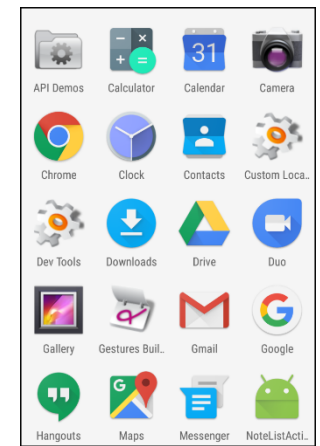 31
API Demos Calculator Calendar Camera
Chrome Clock Contacts Custom Loca..
Dev Tools Downloads Drive Duo
G
Gallery Gestures Buil.. Gmail Google
G
Hangouts Maps Messenger NoteListActi..